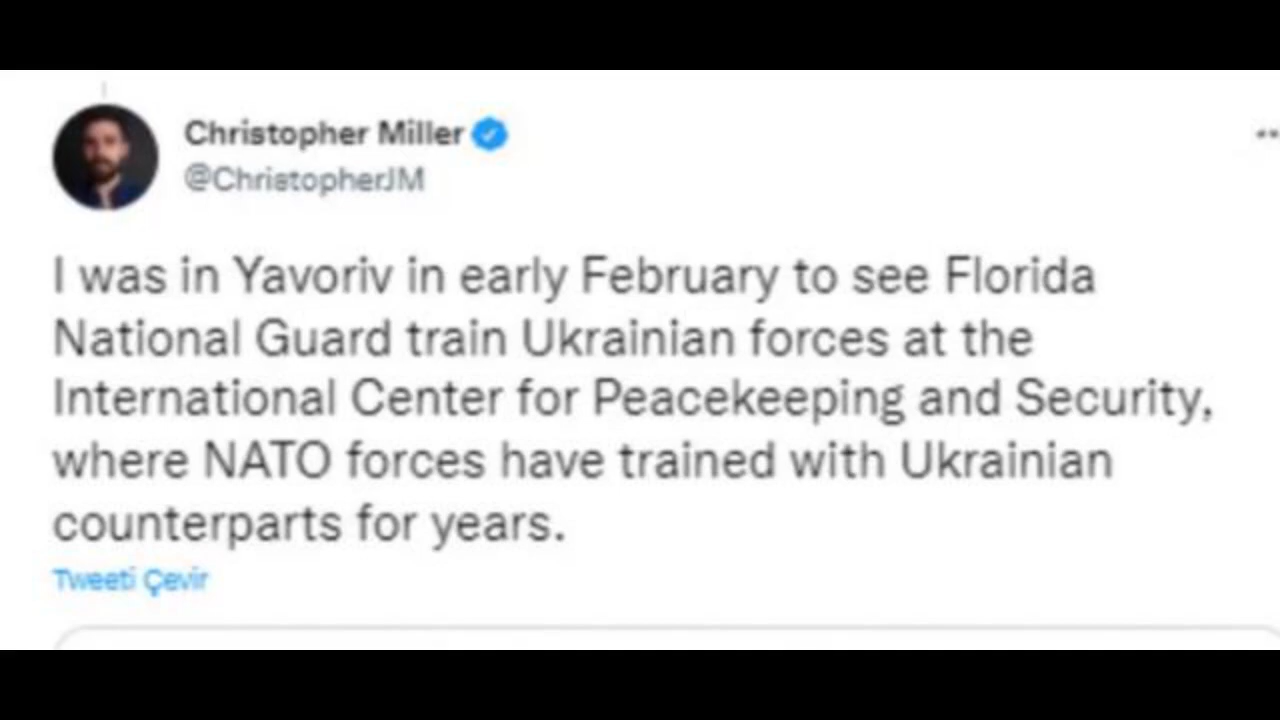 Christopher Miller
@ChristopherJM
I was in Yavoriv in early February to see Florida
National Guard train Ukrainian forces at the
International Center for Peacekeeping and Security,
where NATO forces have trained with Ukrainian
counterparts for years.
Tweeti Çevir